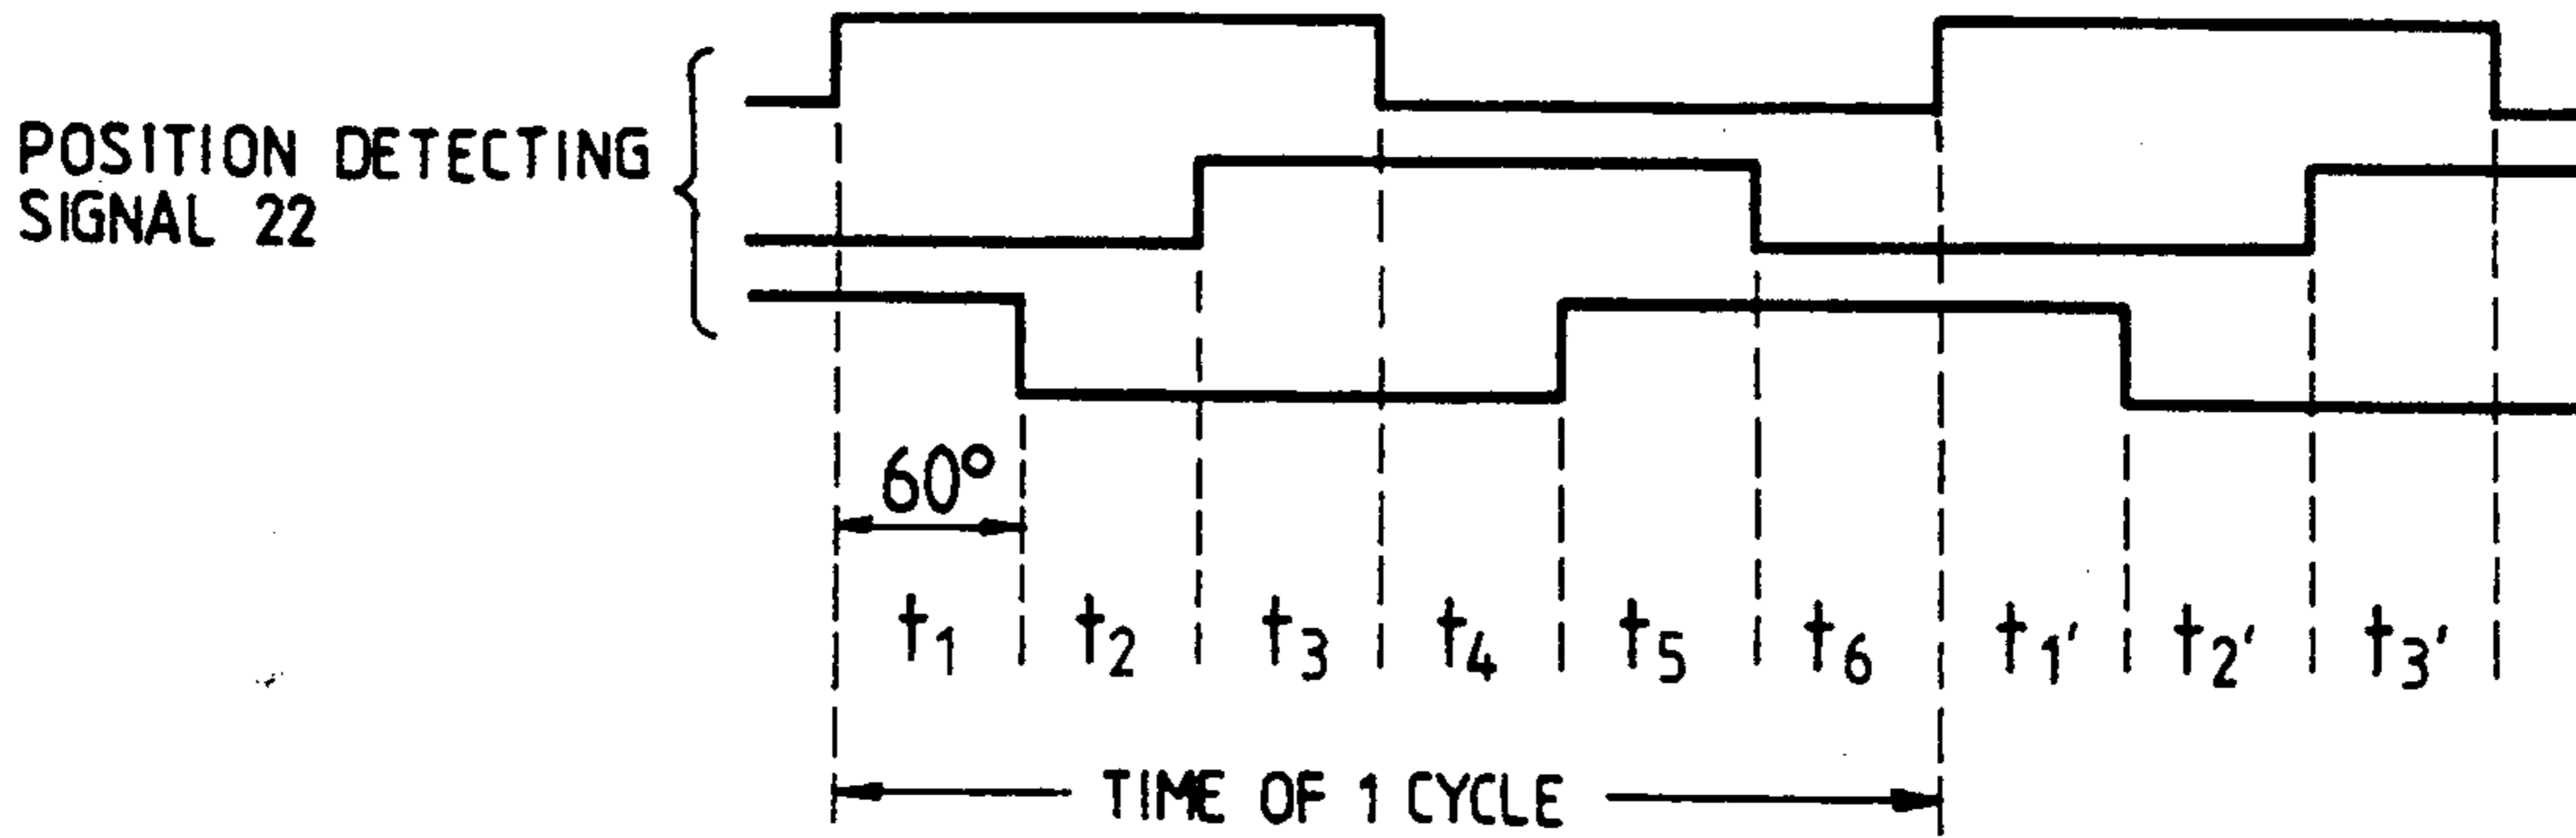 POSITION DETECTING
SIGNAL 22
60°
t₁ t₂ t₃ t₄ t₅ t₆ t₁' t₂' t₃'
TIME OF 1 CYCLE